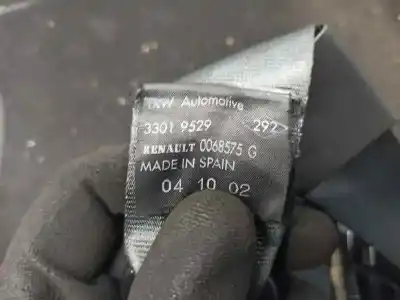 TRW Automotive
3301 9529 292
RENAULT 0068575 G
MADE IN SPAIN
04 10 02